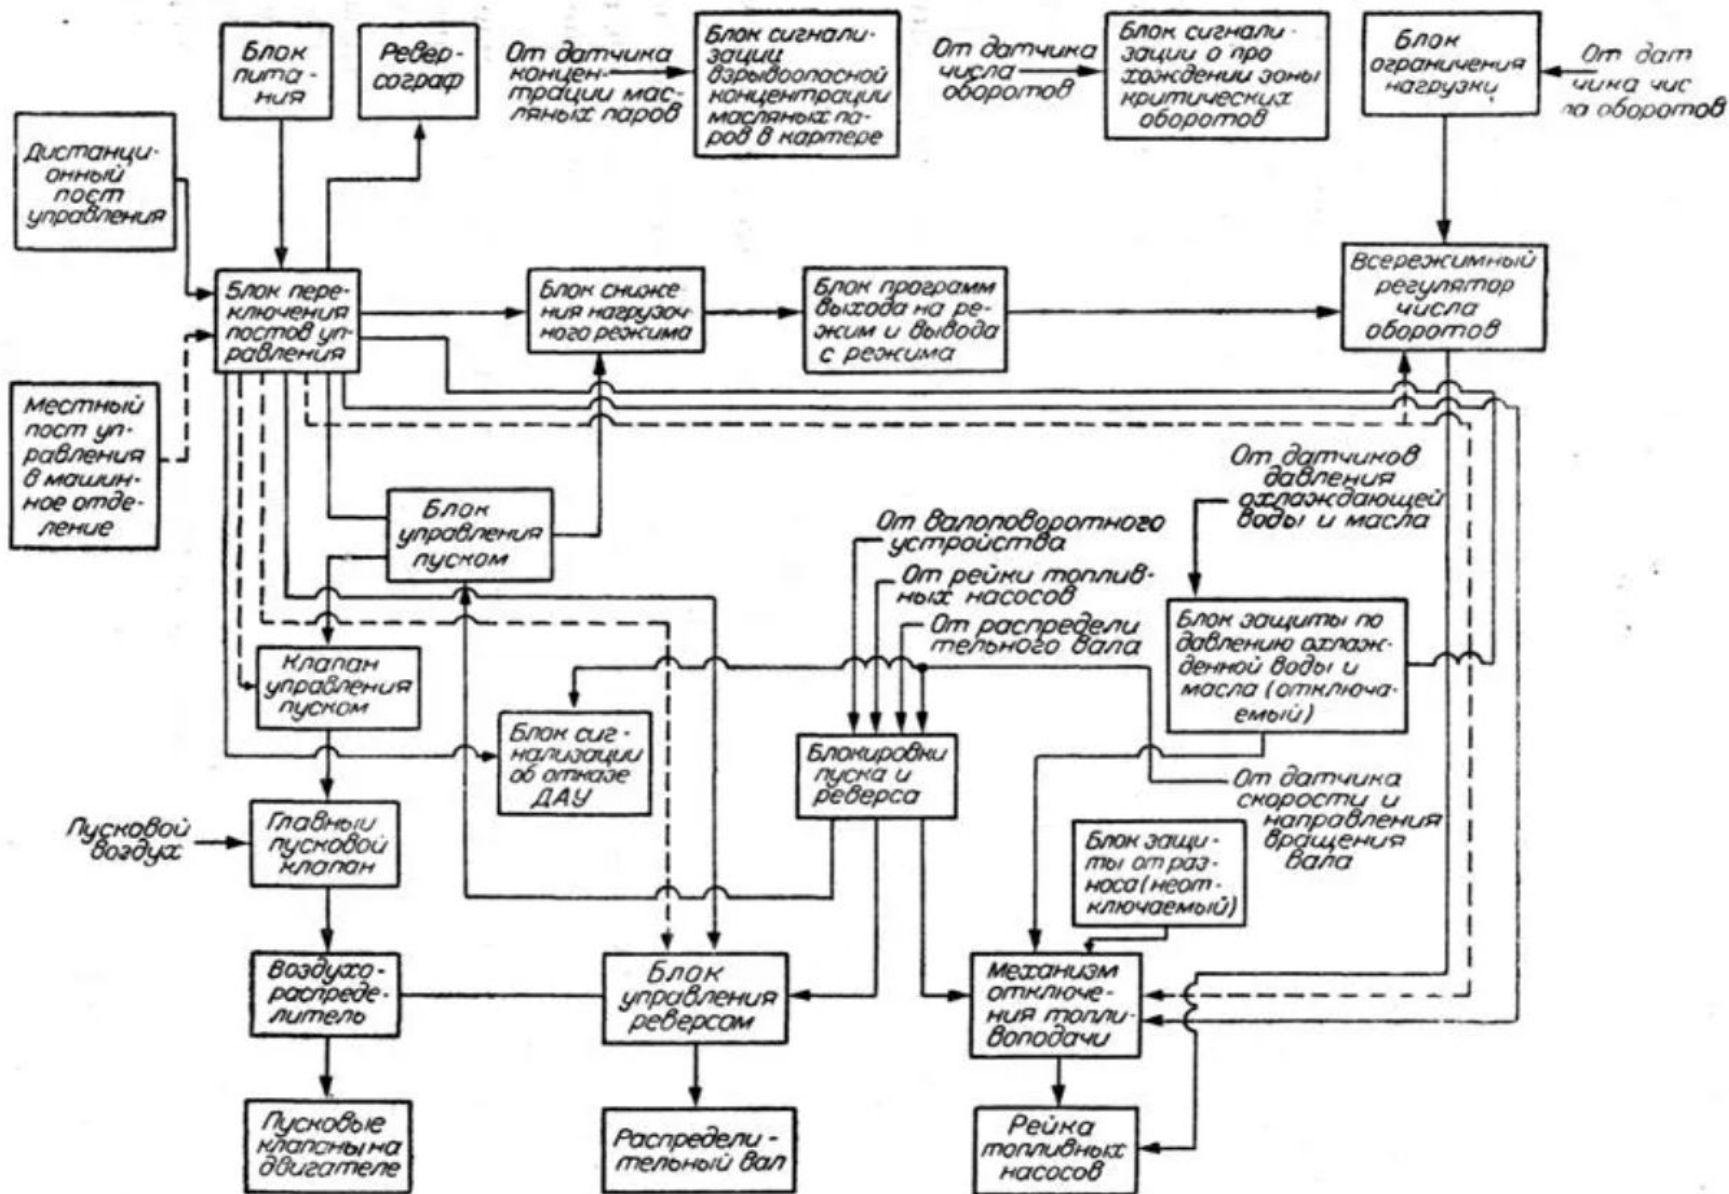 Блок
пита-
ния
Ревер-
сограф
От датчика
концен-
трации мас-
ляных паров
Блок сигнали-
зации
взрывоопасной
концентрации
масляных па-
ров в картере
От датчика
числа
оборотов
Блок сигнали-
зации о про
хождении зоны
критических
оборотов
Блок
ограничения
нагрузки
От дат
чика чис
ла оборотов
Дистанци-
онный
пост
управления
Блок пере-
ключения
постов уп-
равления
Блок сниже-
ния нагрузоч-
ного режима
Блок программ
выхода на ре-
жим и вывода
с режима
Всережимный
регулятор
числа
оборотов
Местный
пост уп-
равления
в машин-
ное отде-
ление
Блок
управления
пуском
От датчиков
давления
охлаждающей
воды и масла
От валоповоротного
устройства
От рейки топлив-
ных насосов
От распредели
тельного вала
Блок защиты по
давлению охлаж-
денной воды и
масла (отключа-
емый)
Клапан
управления
пуском
Блок сиг-
нализации
об отказе
ДАУ
Блокировки
пуска и
реверса
От датчика
скорости и
направления
вращения
вала
Пусковой
воздух
Главный
пусковой
клапан
Блок защи-
ты от раз-
носа (неот-
ключаемый)
Воздухо-
распреде-
литель
Блок
управления
реверсом
Механизм
отключе-
ния топли-
воподачи
Пусковые
клапаны на
двигателе
Распредели-
тельный вал
Рейка
топливных
насосов